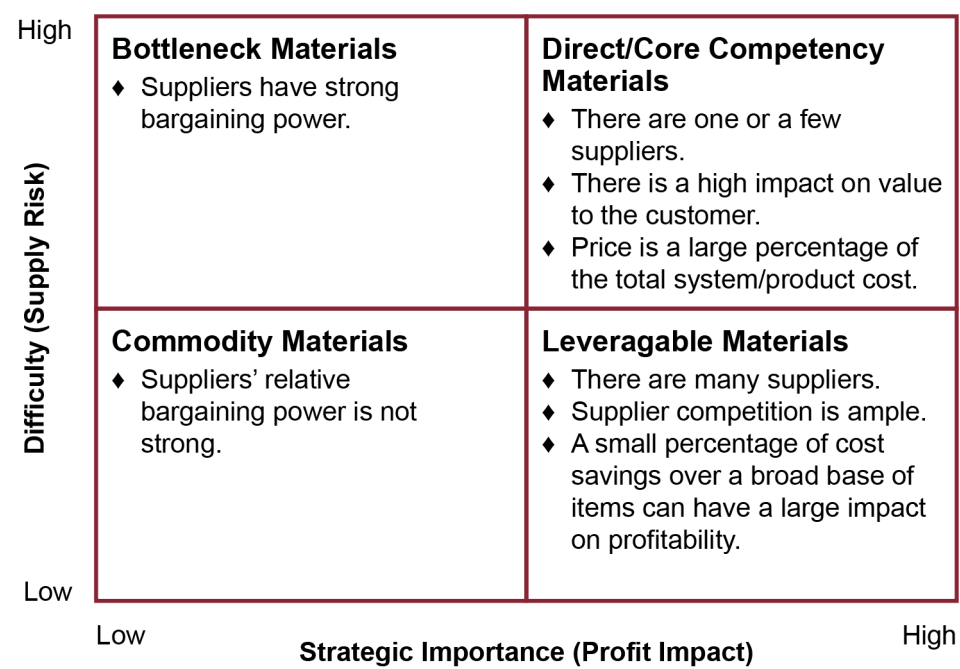 High
Bottleneck Materials
♦ Suppliers have strong
bargaining power.
Direct/Core Competency
Materials
♦ There are one or a few
suppliers.
♦ There is a high impact on value
to the customer.
♦ Price is a large percentage of
the total system/product cost.
Difficulty (Supply Risk)
Commodity Materials
♦ Suppliers’ relative
bargaining power is not
strong.
Leveragable Materials
♦ There are many suppliers.
♦ Supplier competition is ample.
♦ A small percentage of cost
savings over a broad base of
items can have a large impact
on profitability.
Low
Low
High
Strategic Importance (Profit Impact)